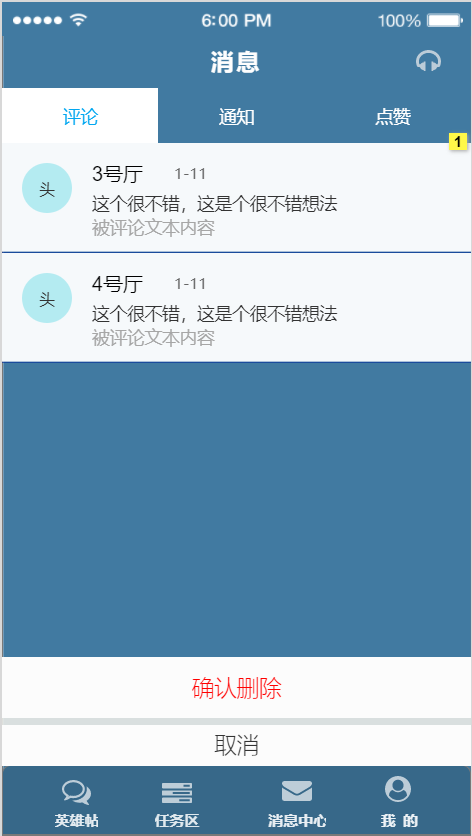 6:00 PM 100%
消息
评论 通知 点赞
1
头 3号厅 1-11
这个很不错，这是个很不错想法
被评论文本内容
头 4号厅 1-11
这个很不错，这是个很不错想法
被评论文本内容
确认删除
取消
英雄帖 任务区 消息中心 我 的